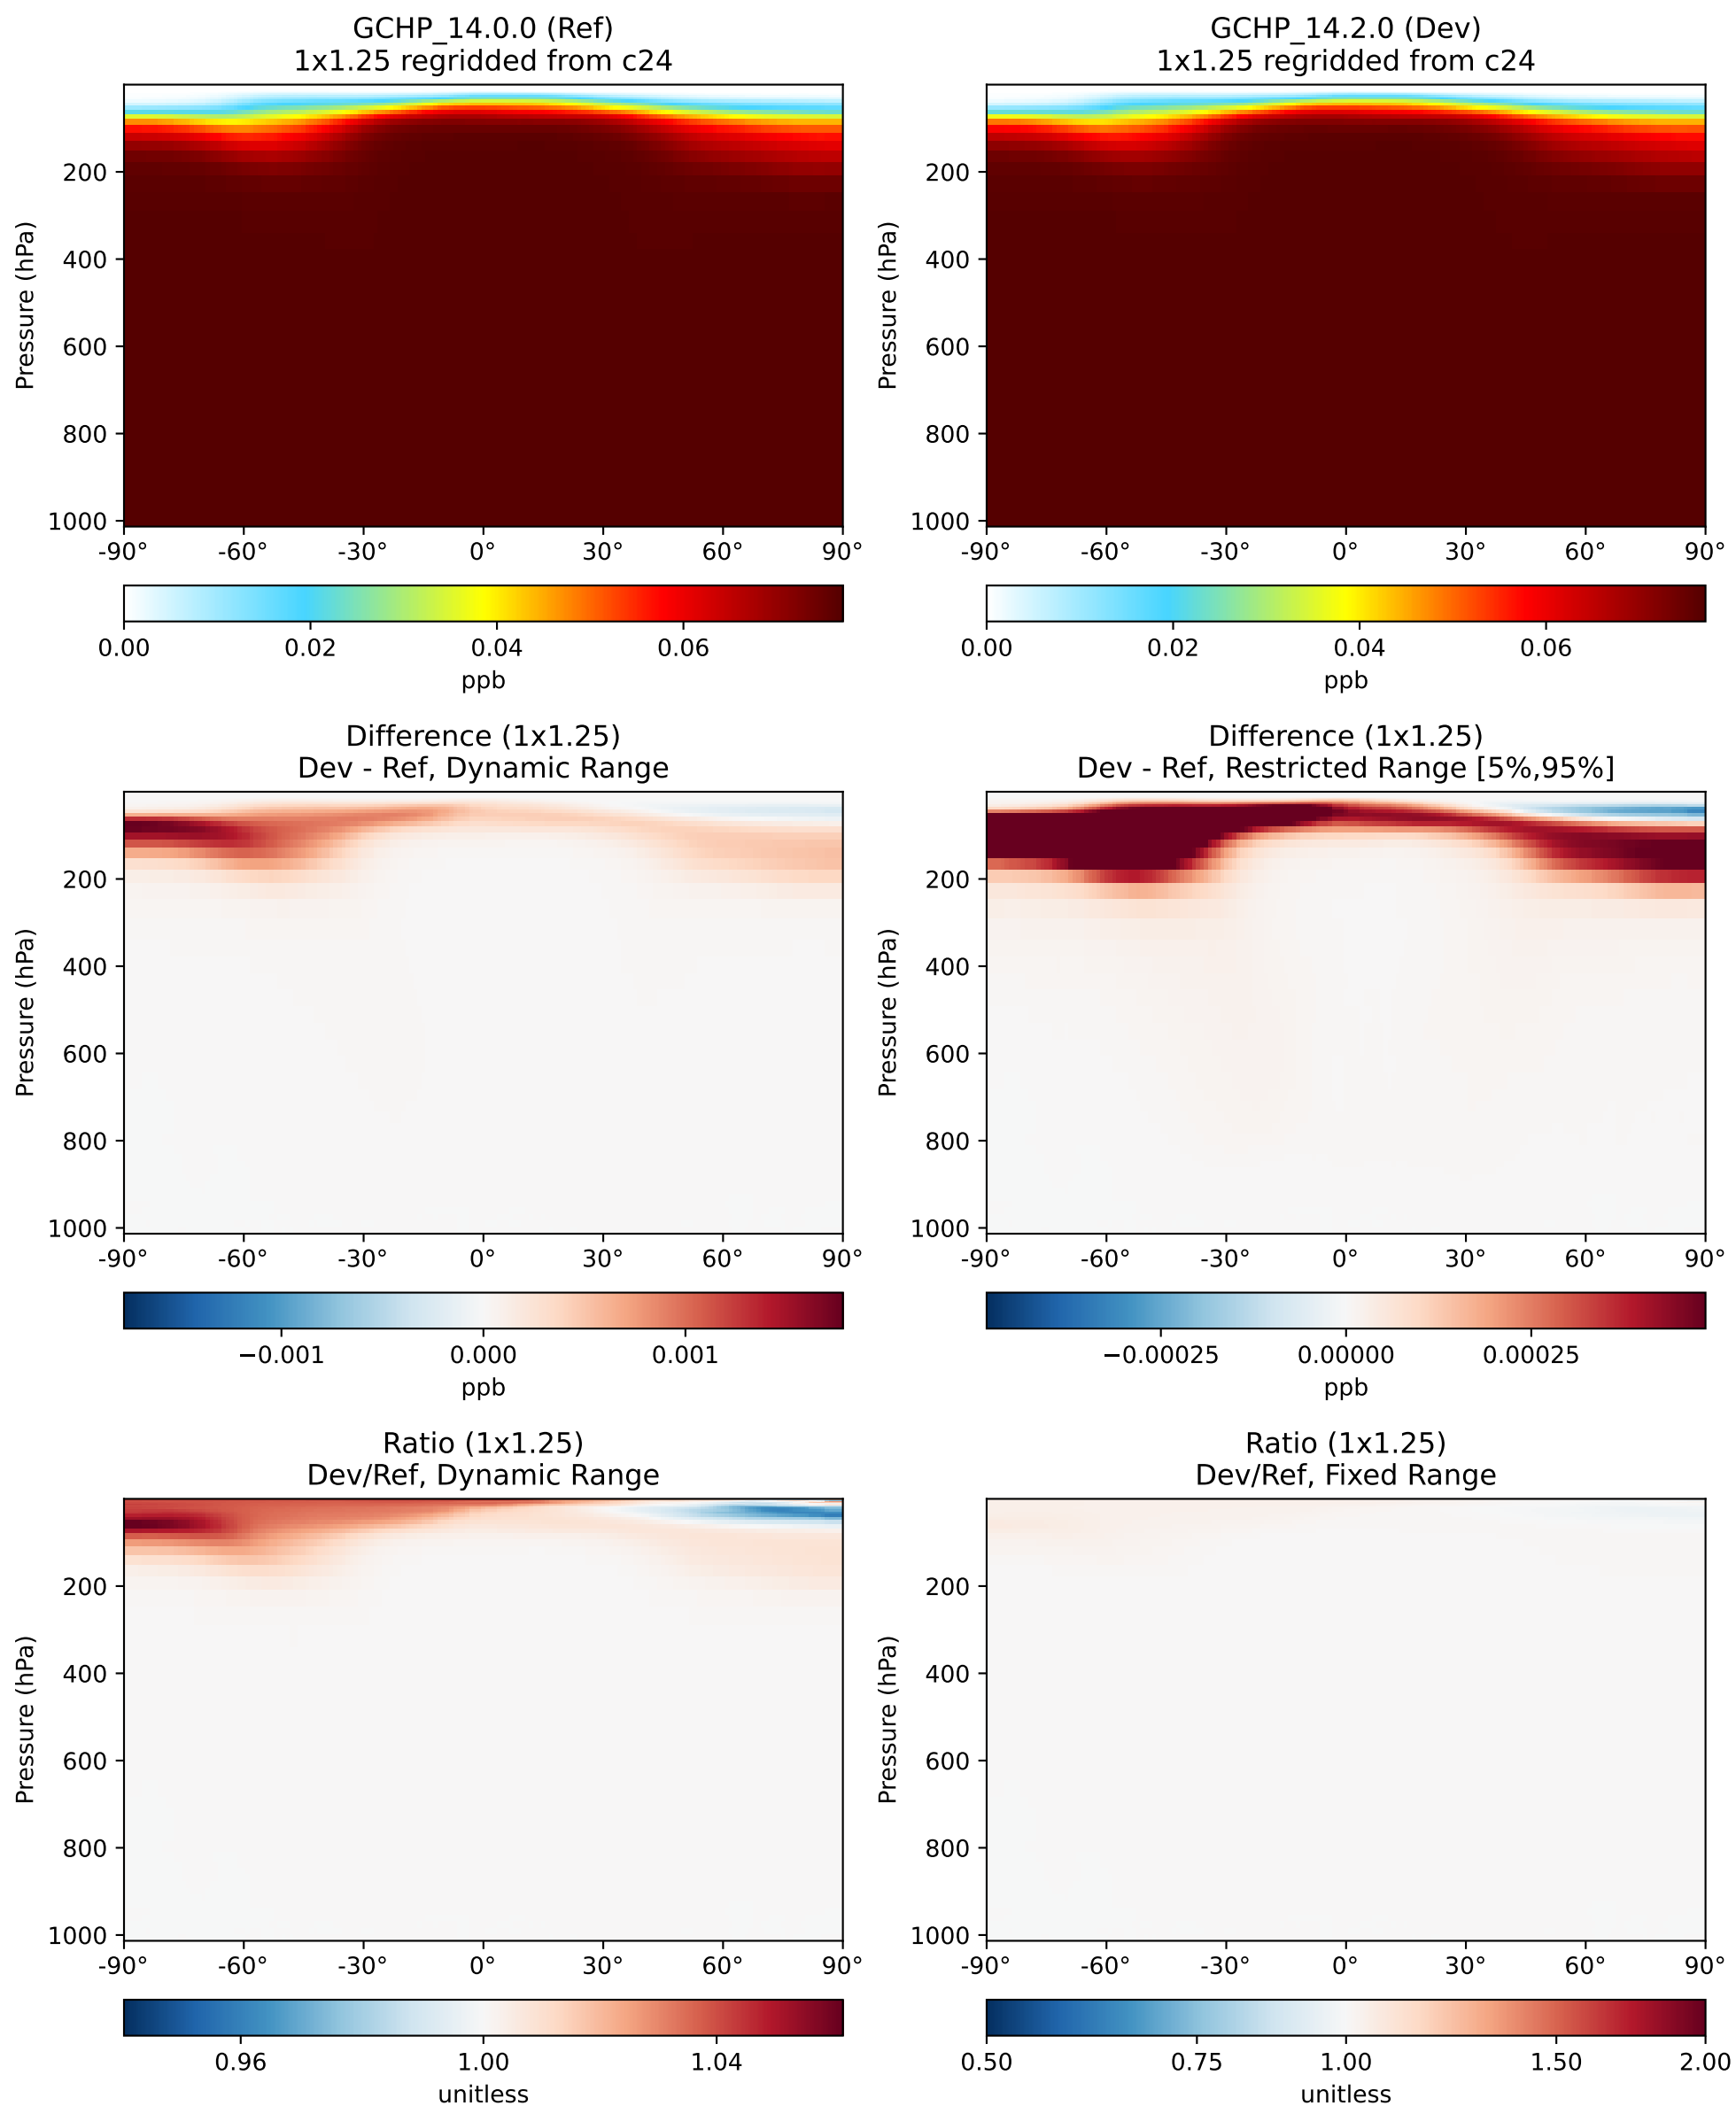 GCHP_14.0.0 (Ref)
1x1.25 regridded from c24
Pressure (hPa)
200
400
600
800
1000
-90° -60° -30° 0° 30° 60° 90°
0.00 0.02 0.04 0.06
ppb
GCHP_14.2.0 (Dev)
1x1.25 regridded from c24
Pressure (hPa)
200
400
600
800
1000
-90° -60° -30° 0° 30° 60° 90°
0.00 0.02 0.04 0.06
ppb
Difference (1x1.25)
Dev - Ref, Dynamic Range
Pressure (hPa)
200
400
600
800
1000
-90° -60° -30° 0° 30° 60° 90°
−0.001 0.000 0.001
ppb
Difference (1x1.25)
Dev - Ref, Restricted Range [5%,95%]
Pressure (hPa)
200
400
600
800
1000
-90° -60° -30° 0° 30° 60° 90°
−0.00025 0.00000 0.00025
ppb
Ratio (1x1.25)
Dev/Ref, Dynamic Range
Pressure (hPa)
200
400
600
800
1000
-90° -60° -30° 0° 30° 60° 90°
0.96 1.00 1.04
unitless
Ratio (1x1.25)
Dev/Ref, Fixed Range
Pressure (hPa)
200
400
600
800
1000
-90° -60° -30° 0° 30° 60° 90°
0.50 0.75 1.00 1.50 2.00
unitless